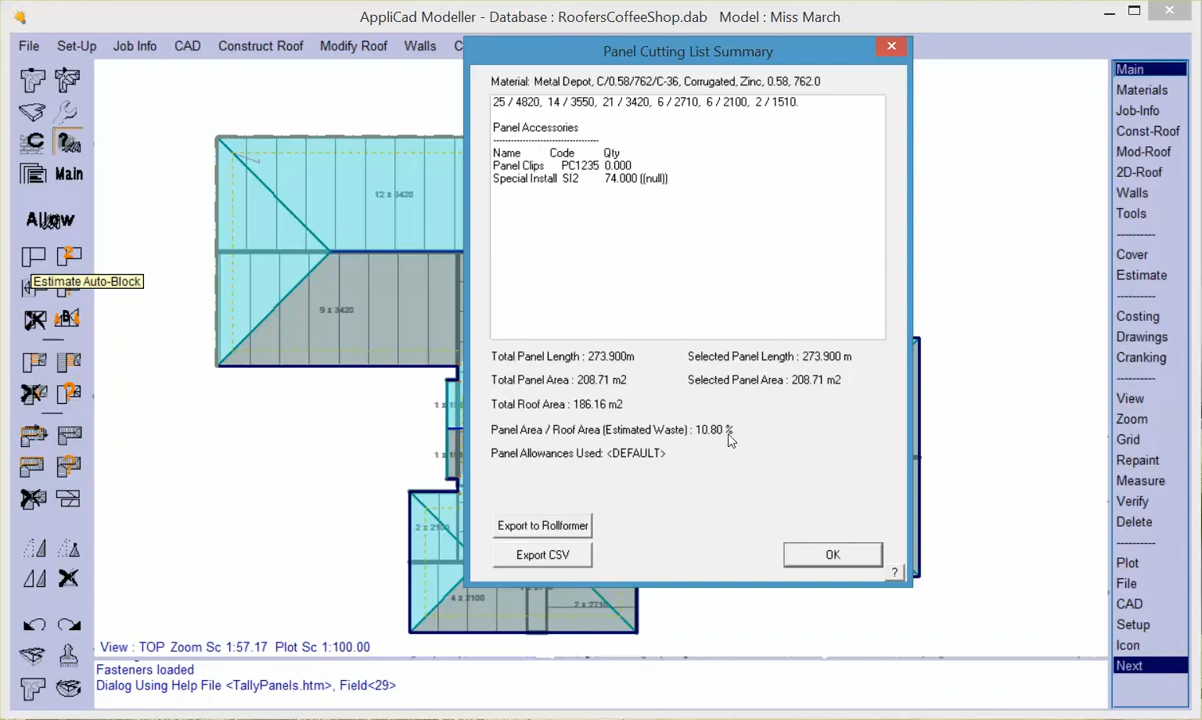 AppliCad Modeller - Database : RoofersCoffeeShop.dab Model : Miss March
File Set-Up Job Info CAD Construct Roof Modify Roof Walls C
Panel Cutting List Summary
Material: Metal Depot, C/0.58/762/C-36, Corrugated, Zinc, 0.58, 762.0
25 / 4820, 14 / 3550, 21 / 3420, 6 / 2710, 6 / 2100, 2 / 1510.
Panel Accessories
Name Code Qty
Panel Clips PC1235 0.000
Special Install SI2 74.000 ((null))
Total Panel Length : 273.900m
Selected Panel Length : 273.900 m
Total Panel Area : 208.71 m2
Selected Panel Area : 208.71 m2
Total Roof Area : 186.16 m2
Panel Area / Roof Area (Estimated Waste) : 10.80 %
Panel Allowances Used: <DEFAULT>
Export to Rollformer
Export CSV
OK
?
Main
Allow
Estimate Auto-Block
12 x 3420
9 x 3420
2 x 2100
4 x 2100
2 x 2710
Main
Materials
Job-Info
Const-Roof
Mod-Roof
2D-Roof
Walls
Tools
----------
Cover
Estimate
----------
Costing
Drawings
Cranking
----------
View
Zoom
Grid
Repaint
Measure
Verify
Delete
----------
Plot
File
CAD
Setup
Icon
Next
View : TOP Zoom Sc 1:57.17 Plot Sc 1:100.00
Fasteners loaded
Dialog Using Help File <TallyPanels.htm>, Field<29>